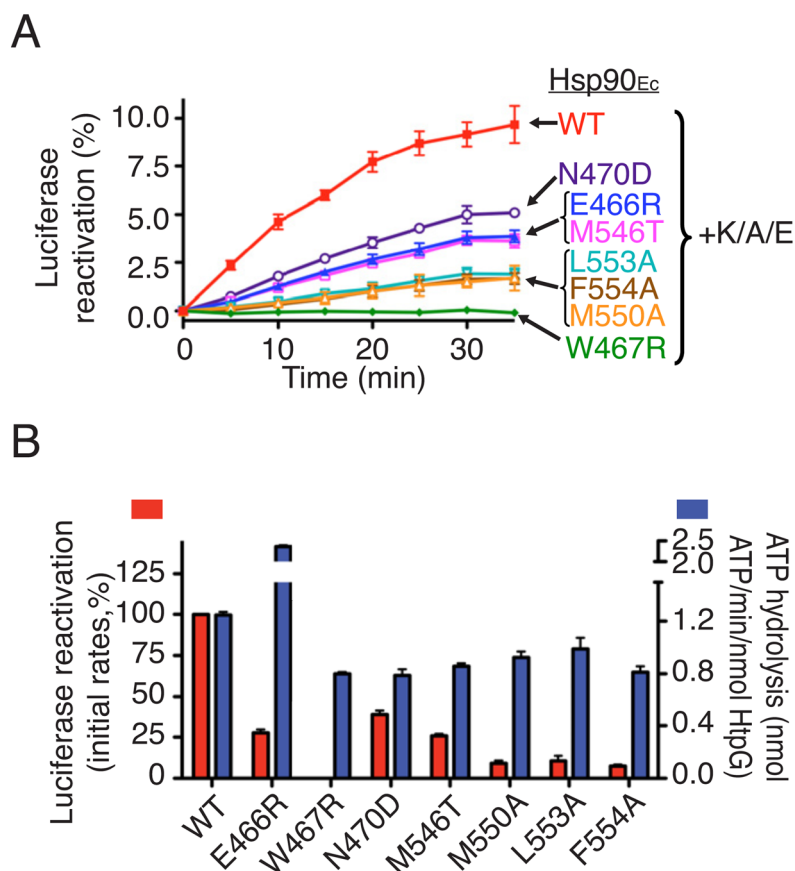 A
Hsp90Ec
Luciferase
reactivation (%)
10.0
7.5
5.0
2.5
0.0
0 10 20 30
Time (min)
WT
N470D
E466R
M546T
L553A
F554A
M550A
W467R
+K/A/E
B
Luciferase reactivation
(initial rates,%)
125
100
75
50
25
0
2.5
2.0
1.2
0.8
0.4
0.0
ATP hydrolysis (nmol
ATP/min/nmol HtpG)
WT E466R W467R N470D M546T M550A L553A F554A